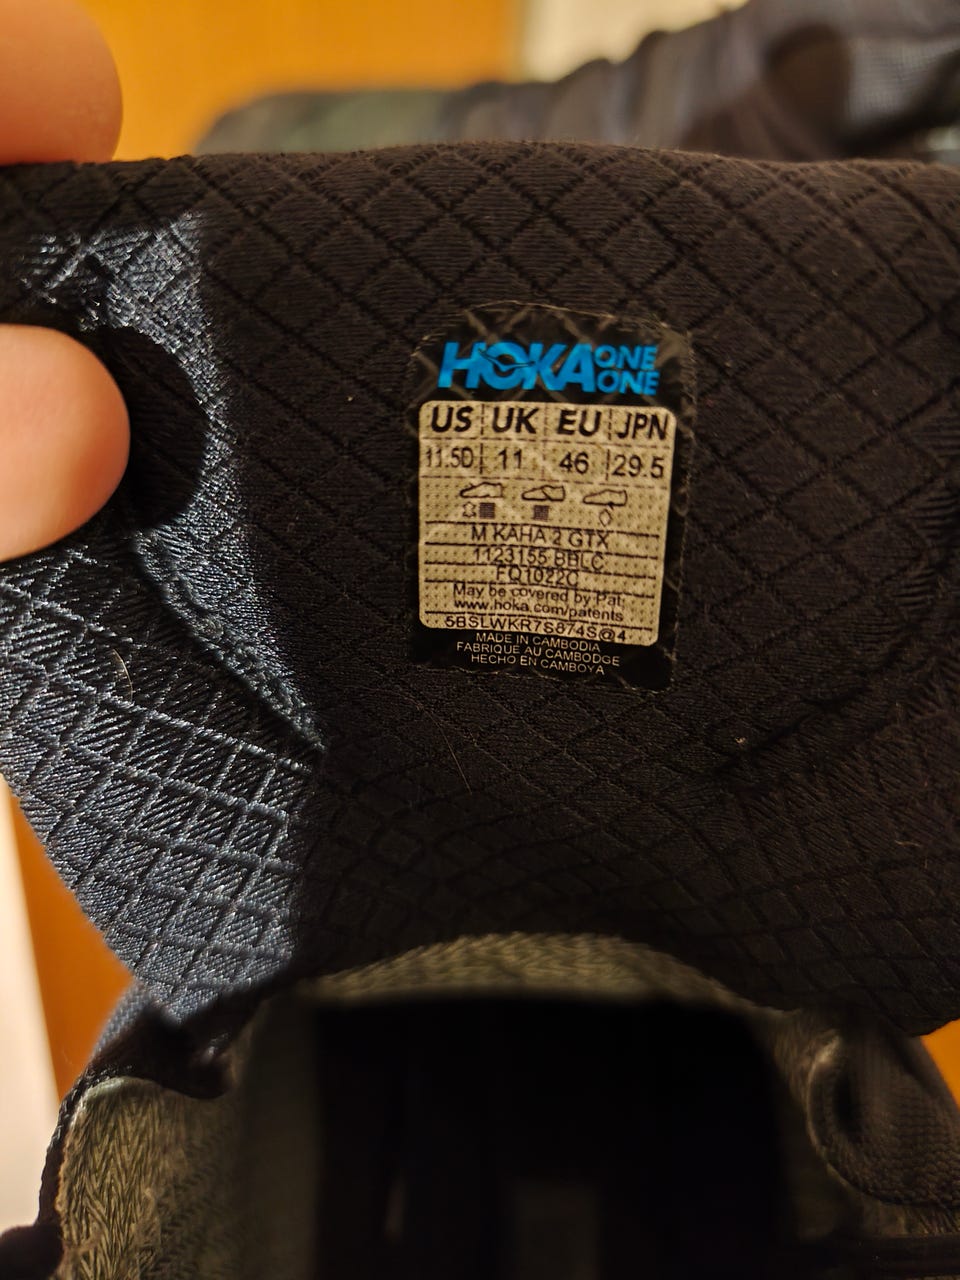 HOKA ONE ONE
US UK EU JPN
11.5D 11 46 29.5
M KAHA 2 GTX
1123155 BBLC
FQ1022C
May be covered by Pat.
www.hoka.com/patents
5BSLWKR7S874S@4
MADE IN CAMBODIA
FABRIQUÉ AU CAMBODGE
HECHO EN CAMBOYA